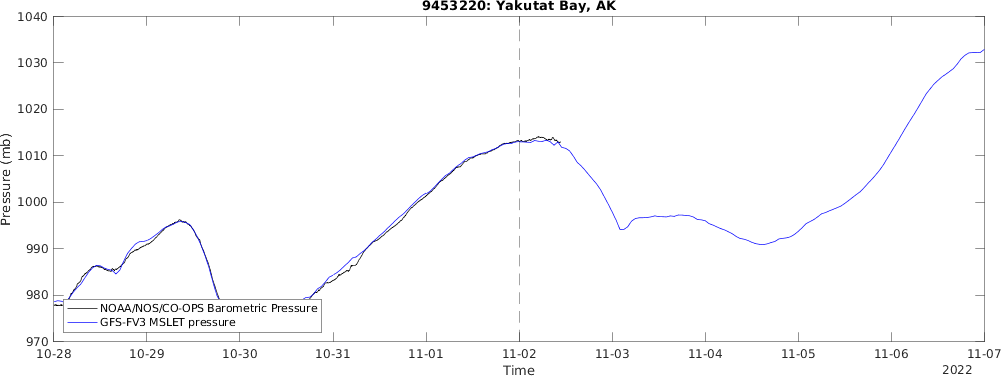 9453220: Yakutat Bay, AK
Pressure (mb)
1040
1030
1020
1010
1000
990
980
970
NOAA/NOS/CO-OPS Barometric Pressure
GFS-FV3 MSLET pressure
10-28 10-29 10-30 10-31 11-01 11-02 11-03 11-04 11-05 11-06 11-07
Time
2022